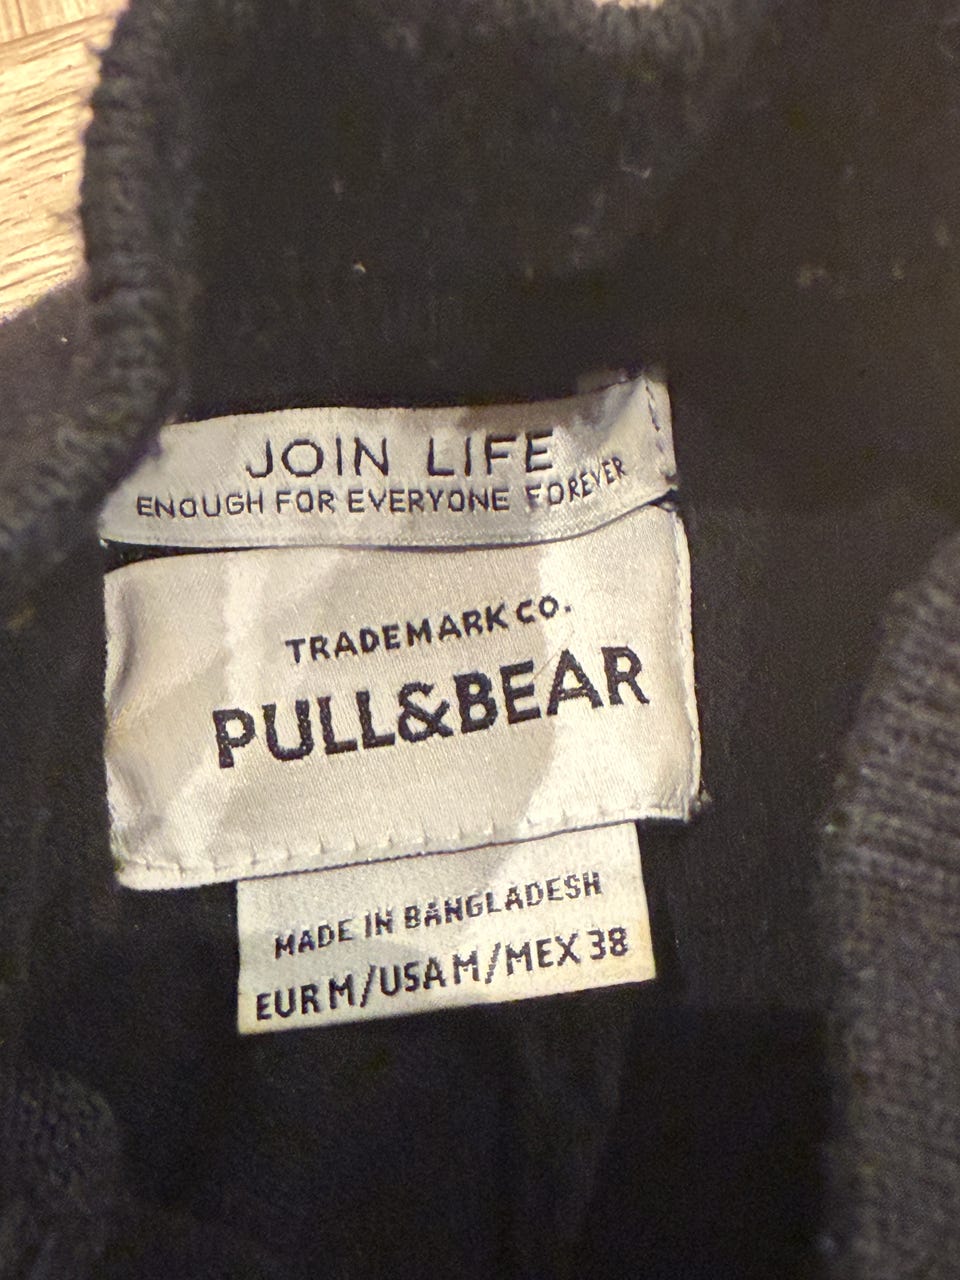 JOIN LIFE
ENOUGH FOR EVERYONE FOREVER
TRADEMARK CO.
PULL&BEAR
MADE IN BANGLADESH
EUR M/USA M/MEX 38